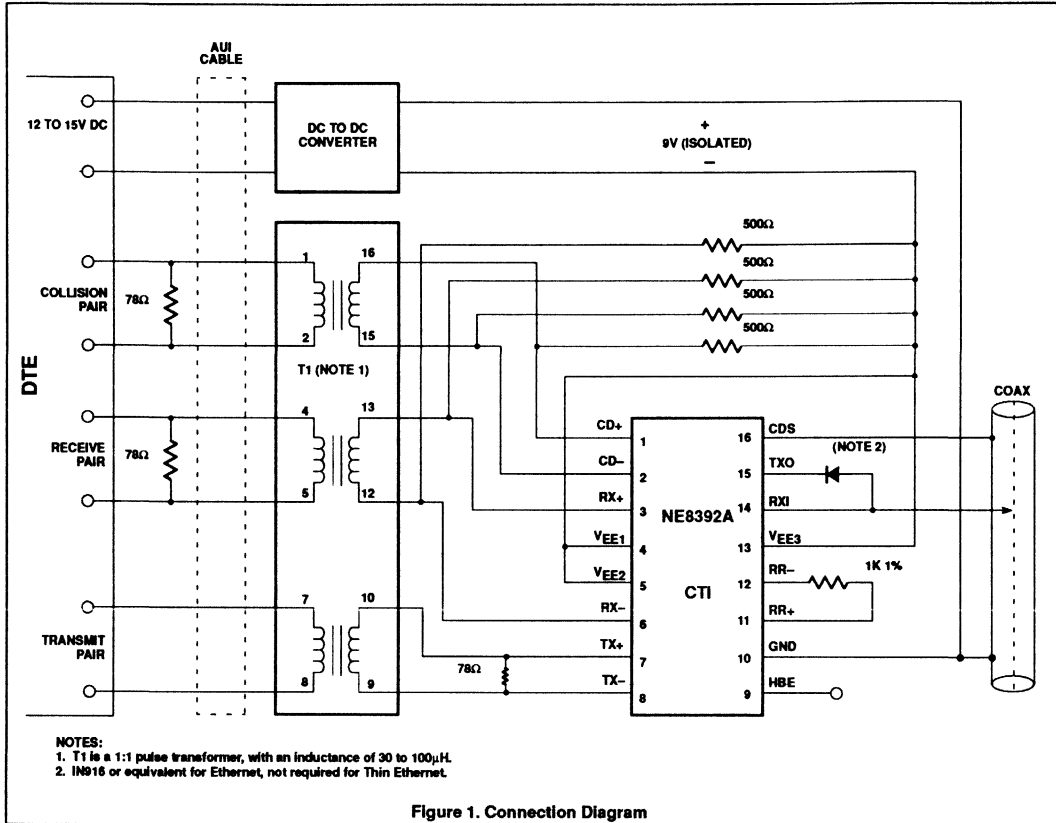 AUI
CABLE
12 TO 15V DC
DC TO DC
CONVERTER
+
9V (ISOLATED)
–
500Ω
500Ω
500Ω
500Ω
1
16
COLLISION
PAIR
78Ω
2
15
T1 (NOTE 1)
DTE
4
13
RECEIVE
PAIR
78Ω
5
12
7
10
TRANSMIT
PAIR
8
9
78Ω
CD+
1
CD–
2
RX+
3
VEE1
4
VEE2
5
RX–
6
TX+
7
TX–
8
NE8392A
CTI
16
CDS
(NOTE 2)
15
TXO
14
RXI
13
VEE3
12
RR–
1K 1%
11
RR+
10
GND
9
HBE
COAX
NOTES:
1. T1 is a 1:1 pulse transformer, with an inductance of 30 to 100µH.
2. IN916 or equivalent for Ethernet, not required for Thin Ethernet.
Figure 1. Connection Diagram